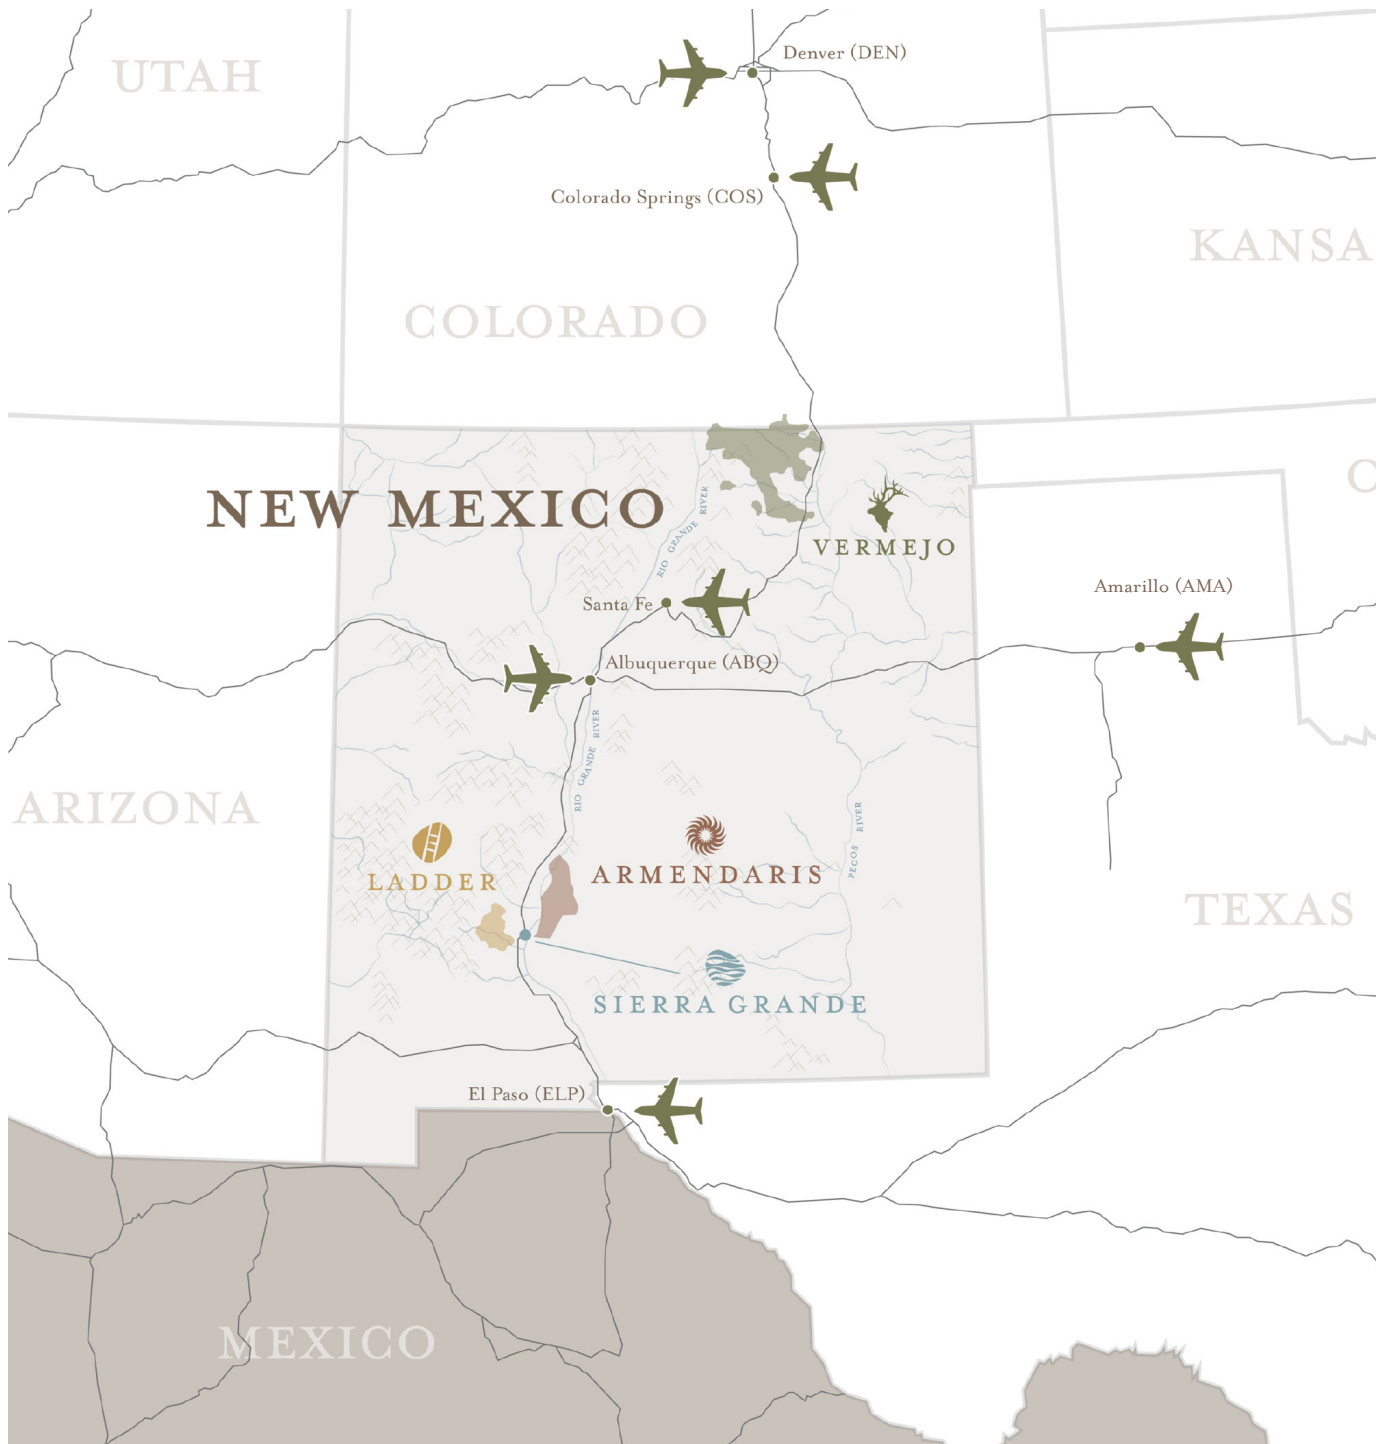 UTAH
Denver (DEN)
Colorado Springs (COS)
KANSA
COLORADO
NEW MEXICO
RIO GRANDE RIVER
VERMEJO
C
Santa Fe
Amarillo (AMA)
Albuquerque (ABQ)
RIO GRANDE RIVER
ARIZONA
PECOS RIVER
LADDER
ARMENDARIS
TEXAS
SIERRA GRANDE
El Paso (ELP)
MEXICO